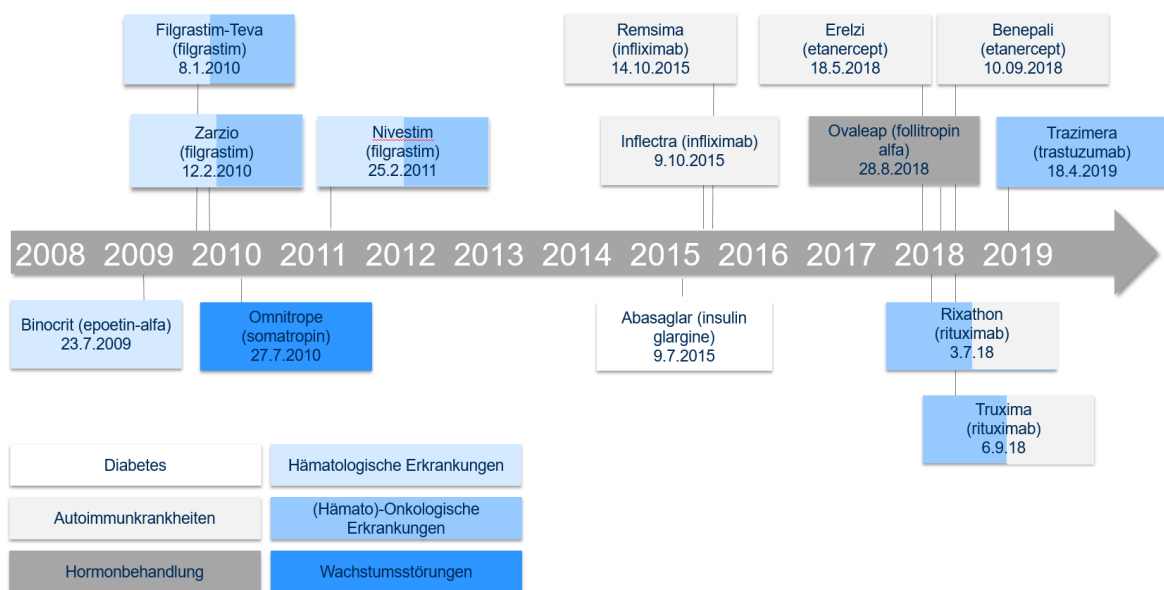 Filgrastim-Teva
(filgrastim)
8.1.2010
Remsima
(infliximab)
14.10.2015
Erelzi
(etanercept)
18.5.2018
Benepali
(etanercept)
10.09.2018
Zarzio
(filgrastim)
12.2.2010
Nivestim
(filgrastim)
25.2.2011
Inflectra (infliximab)
9.10.2015
Ovaleap (follitropin
alfa)
28.8.2018
Trazimera
(trastuzumab)
18.4.2019
2008 2009 2010 2011 2012 2013 2014 2015 2016 2017 2018 2019
Binocrit (epoetin-alfa)
23.7.2009
Omnitrope
(somatropin)
27.7.2010
Abasaglar (insulin
glargine)
9.7.2015
Rixathon
(rituximab)
3.7.18
Truxima
(rituximab)
6.9.18
Diabetes
Hämatologische Erkrankungen
Autoimmunkrankheiten
(Hämato)-Onkologische
Erkrankungen
Hormonbehandlung
Wachstumsstörungen